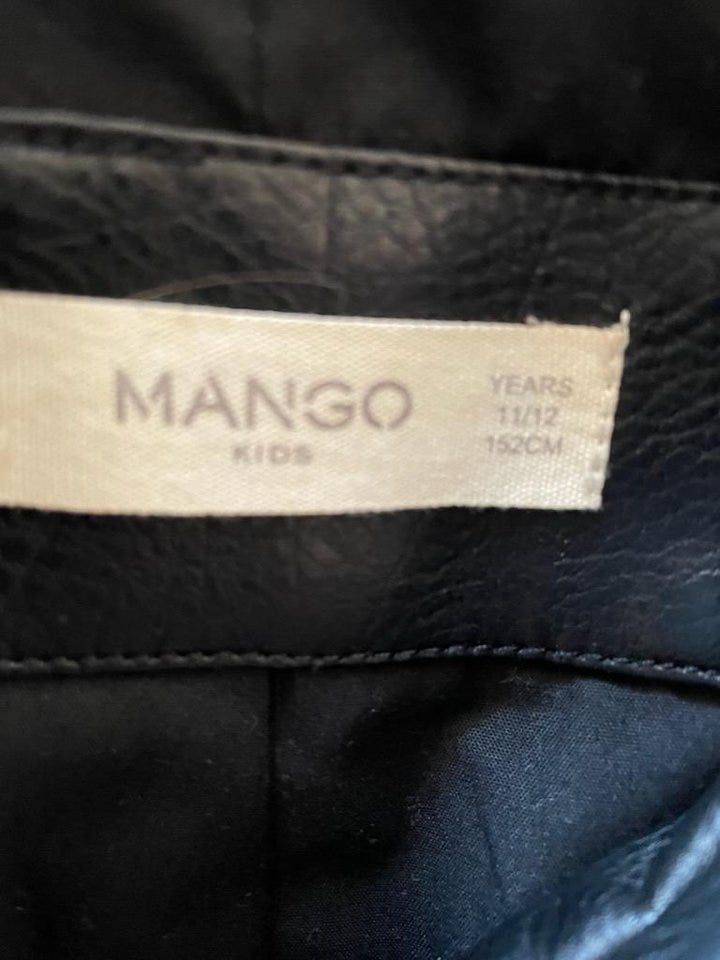 MANGO
KIDS
YEARS
11/12
152CM